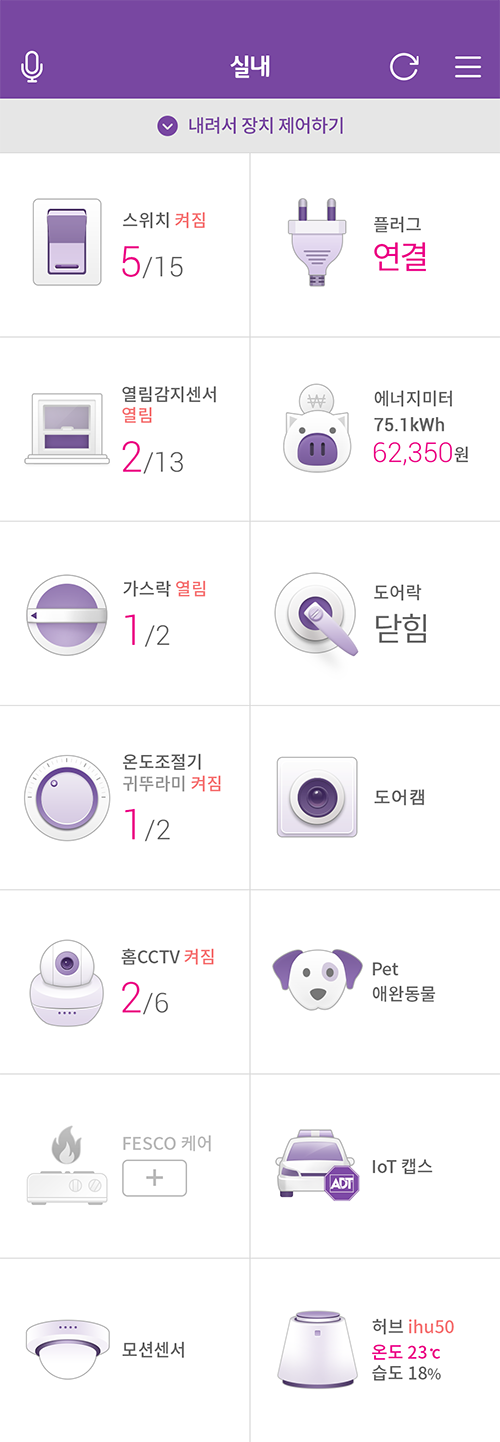 실내
내려서 장치 제어하기
스위치 켜짐
5/15
플러그
연결
열림감지센서
열림
2/13
₩
에너지미터
75.1kWh
62,350원
가스락 열림
1/2
도어락
닫힘
온도조절기
귀뚜라미 켜짐
1/2
도어캠
홈CCTV 켜짐
2/6
Pet
애완동물
FESCO 케어
+
ADT
IoT 캡스
모션센서
허브 ihu50
온도 23℃
습도 18%